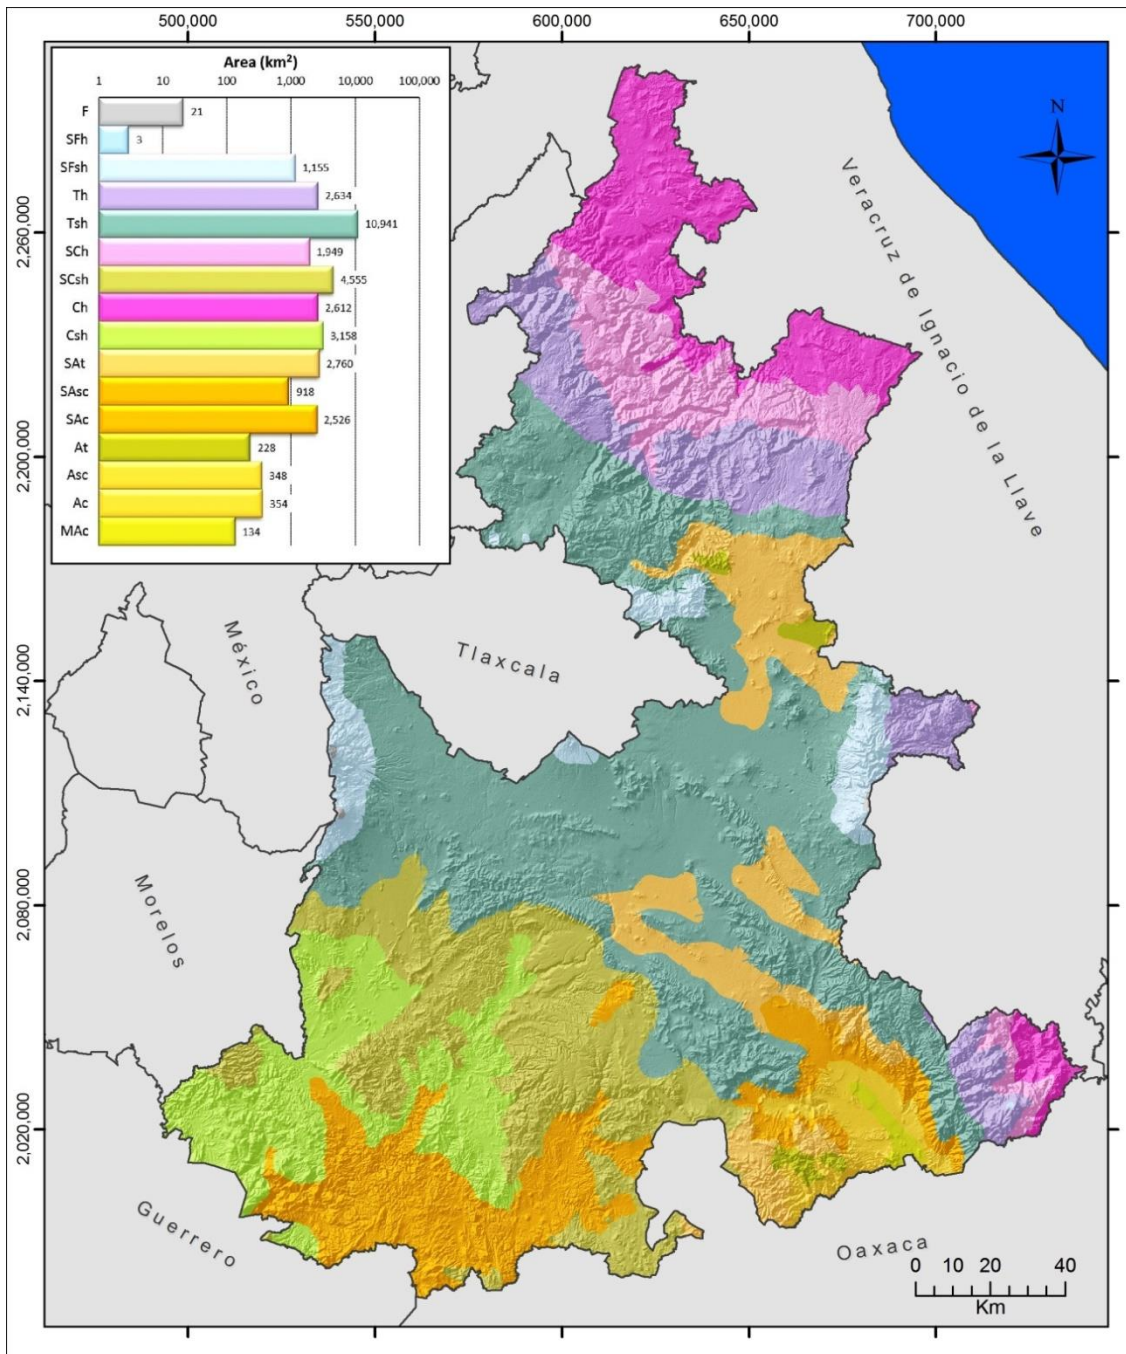 500,000 550,000 600,000 650,000 700,000
Area (km²)
1 10 100 1,000 10,000 100,000
F 21
SFh 3
SFsh 1,155
Th 2,634
Tsh 10,941
SCh 1,949
SCsh 4,555
Ch 2,612
Csh 3,158
SAt 2,760
SAsc 918
SAc 2,526
At 228
Asc 348
Ac 354
MAc 134
N
2,260,000
2,200,000
2,140,000
2,080,000
2,020,000
Veracruz de Ignacio de la Llave
México
Tlaxcala
Morelos
Guerrero
Oaxaca
0 10 20 40
Km